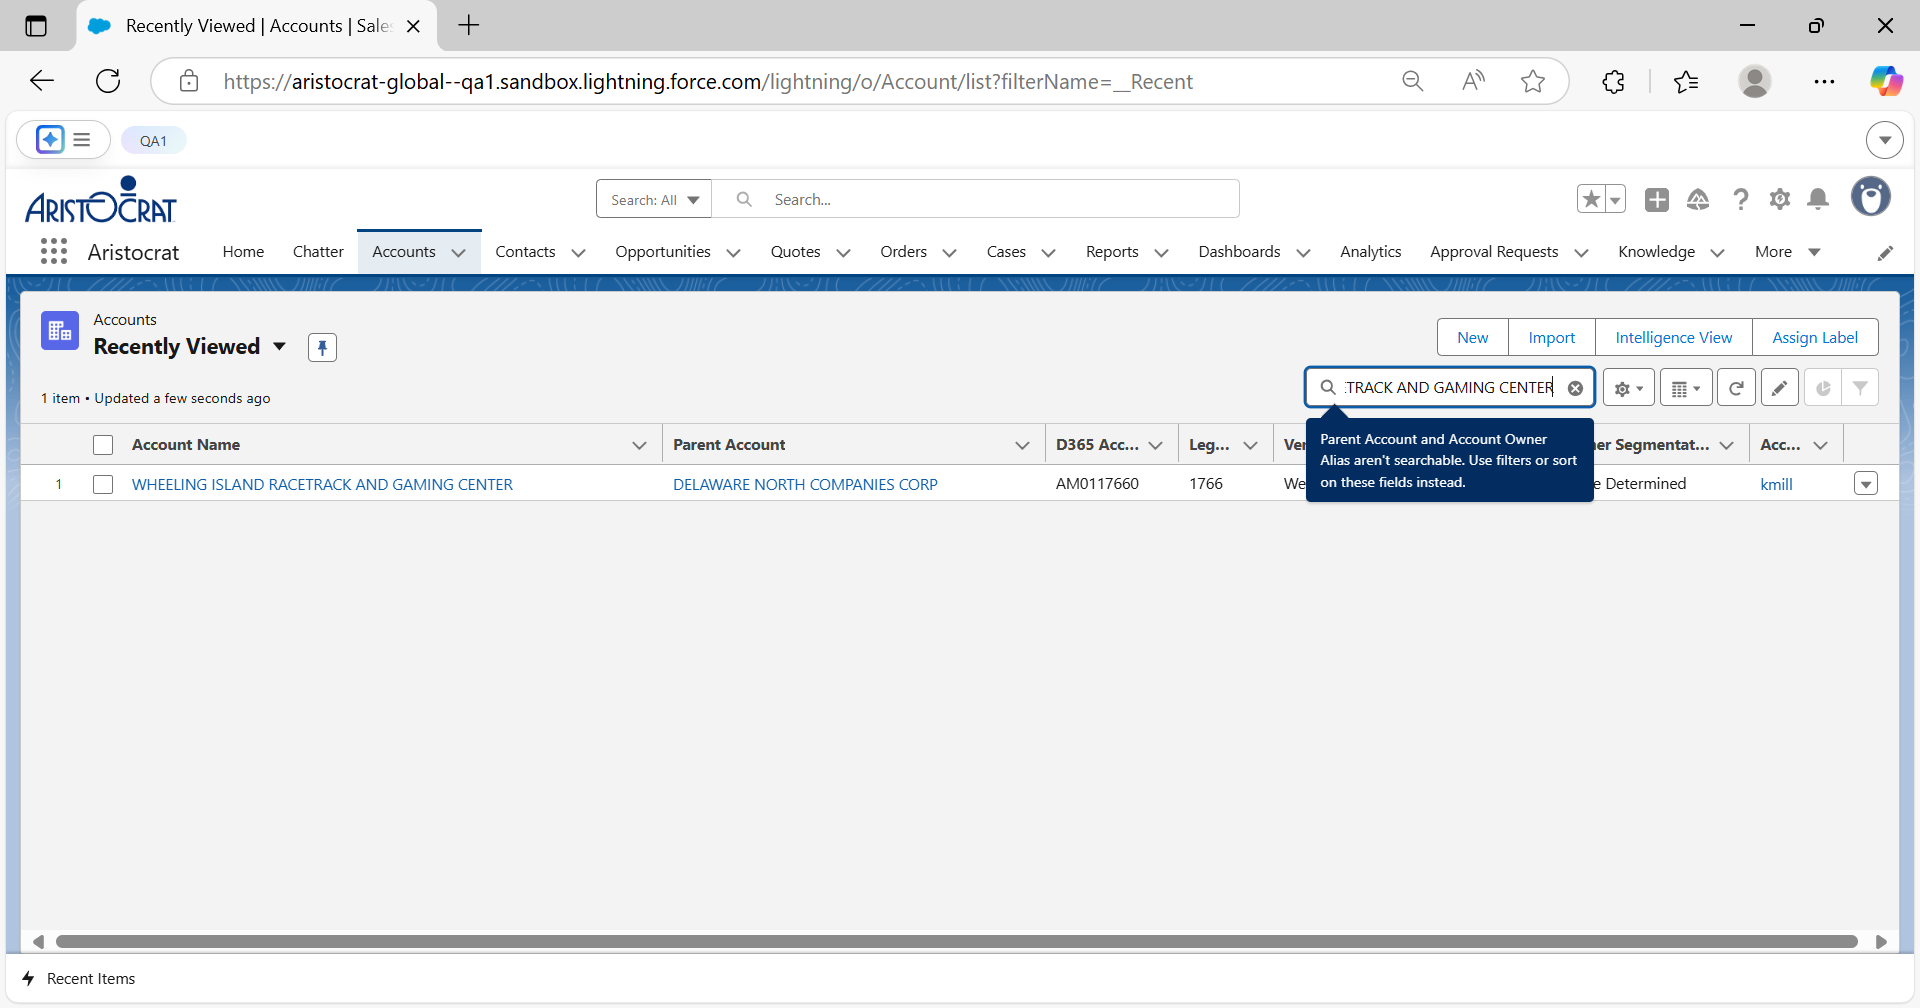 Recently Viewed | Accounts | Sales
https://aristocrat-global--qa1.sandbox.lightning.force.com/lightning/o/Account/list?filterName=__Recent
QA1
ARISTOCRAT
Search: All
Search...
Aristocrat
Home
Chatter
Accounts
Contacts
Opportunities
Quotes
Orders
Cases
Reports
Dashboards
Analytics
Approval Requests
Knowledge
More
Accounts
Recently Viewed
New
Import
Intelligence View
Assign Label
1 item • Updated a few seconds ago
TRACK AND GAMING CENTER
Parent Account and Account Owner
Alias aren't searchable. Use filters or sort
on these fields instead.
Account Name
Parent Account
D365 Acc...
Leg...
Ver
er Segmentat...
Acc...
1
WHEELING ISLAND RACETRACK AND GAMING CENTER
DELAWARE NORTH COMPANIES CORP
AM0117660
1766
We
e Determined
kmill
Recent Items